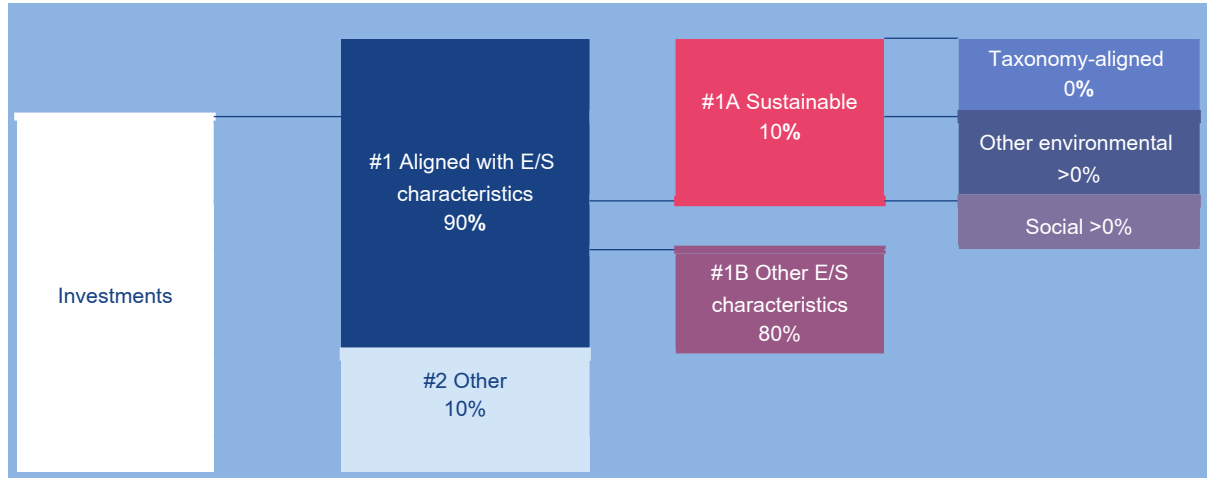 Investments
#1 Aligned with E/S
characteristics
90%
#2 Other
10%
#1A Sustainable
10%
#1B Other E/S
characteristics
80%
Taxonomy-aligned
0%
Other environmental
>0%
Social >0%